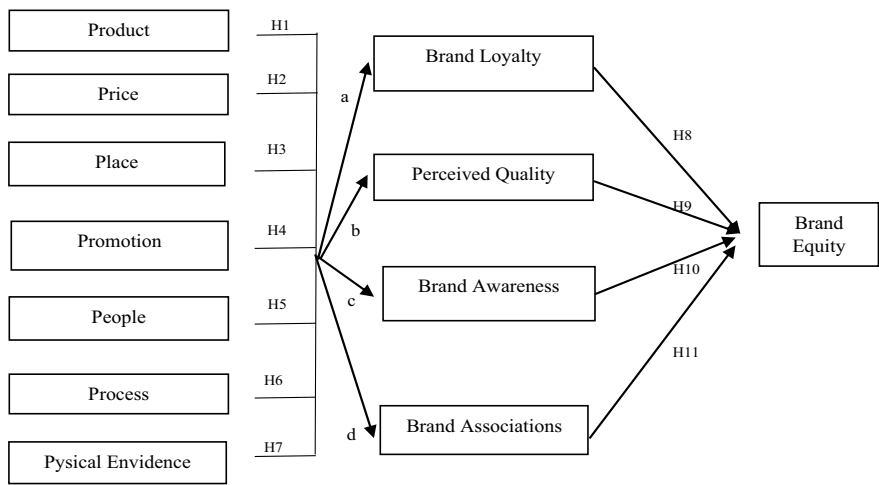 Product
H1
Price
H2
Place
H3
Promotion
H4
People
H5
Process
H6
Pysical Envidence
H7
a
b
c
d
Brand Loyalty
Perceived Quality
Brand Awareness
Brand Associations
H8
H9
H10
H11
Brand
Equity